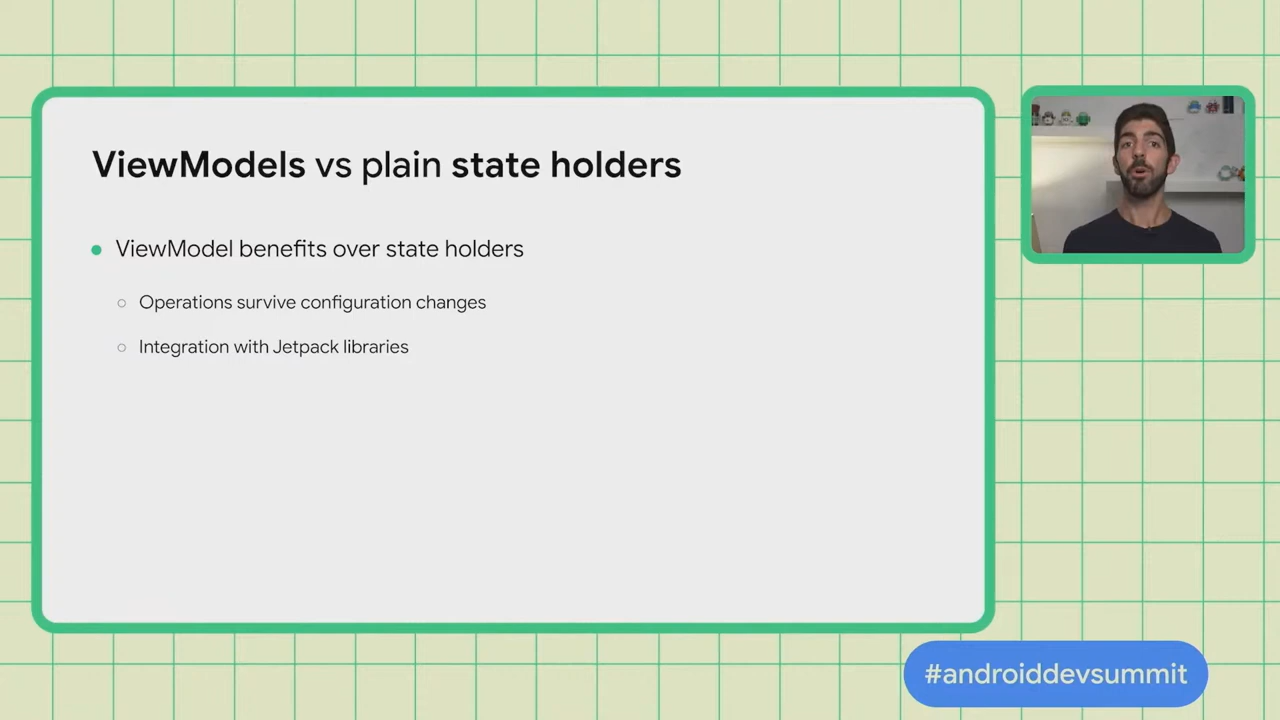 ViewModels vs plain state holders
ViewModel benefits over state holders
Operations survive configuration changes
Integration with Jetpack libraries
#androiddevsummit